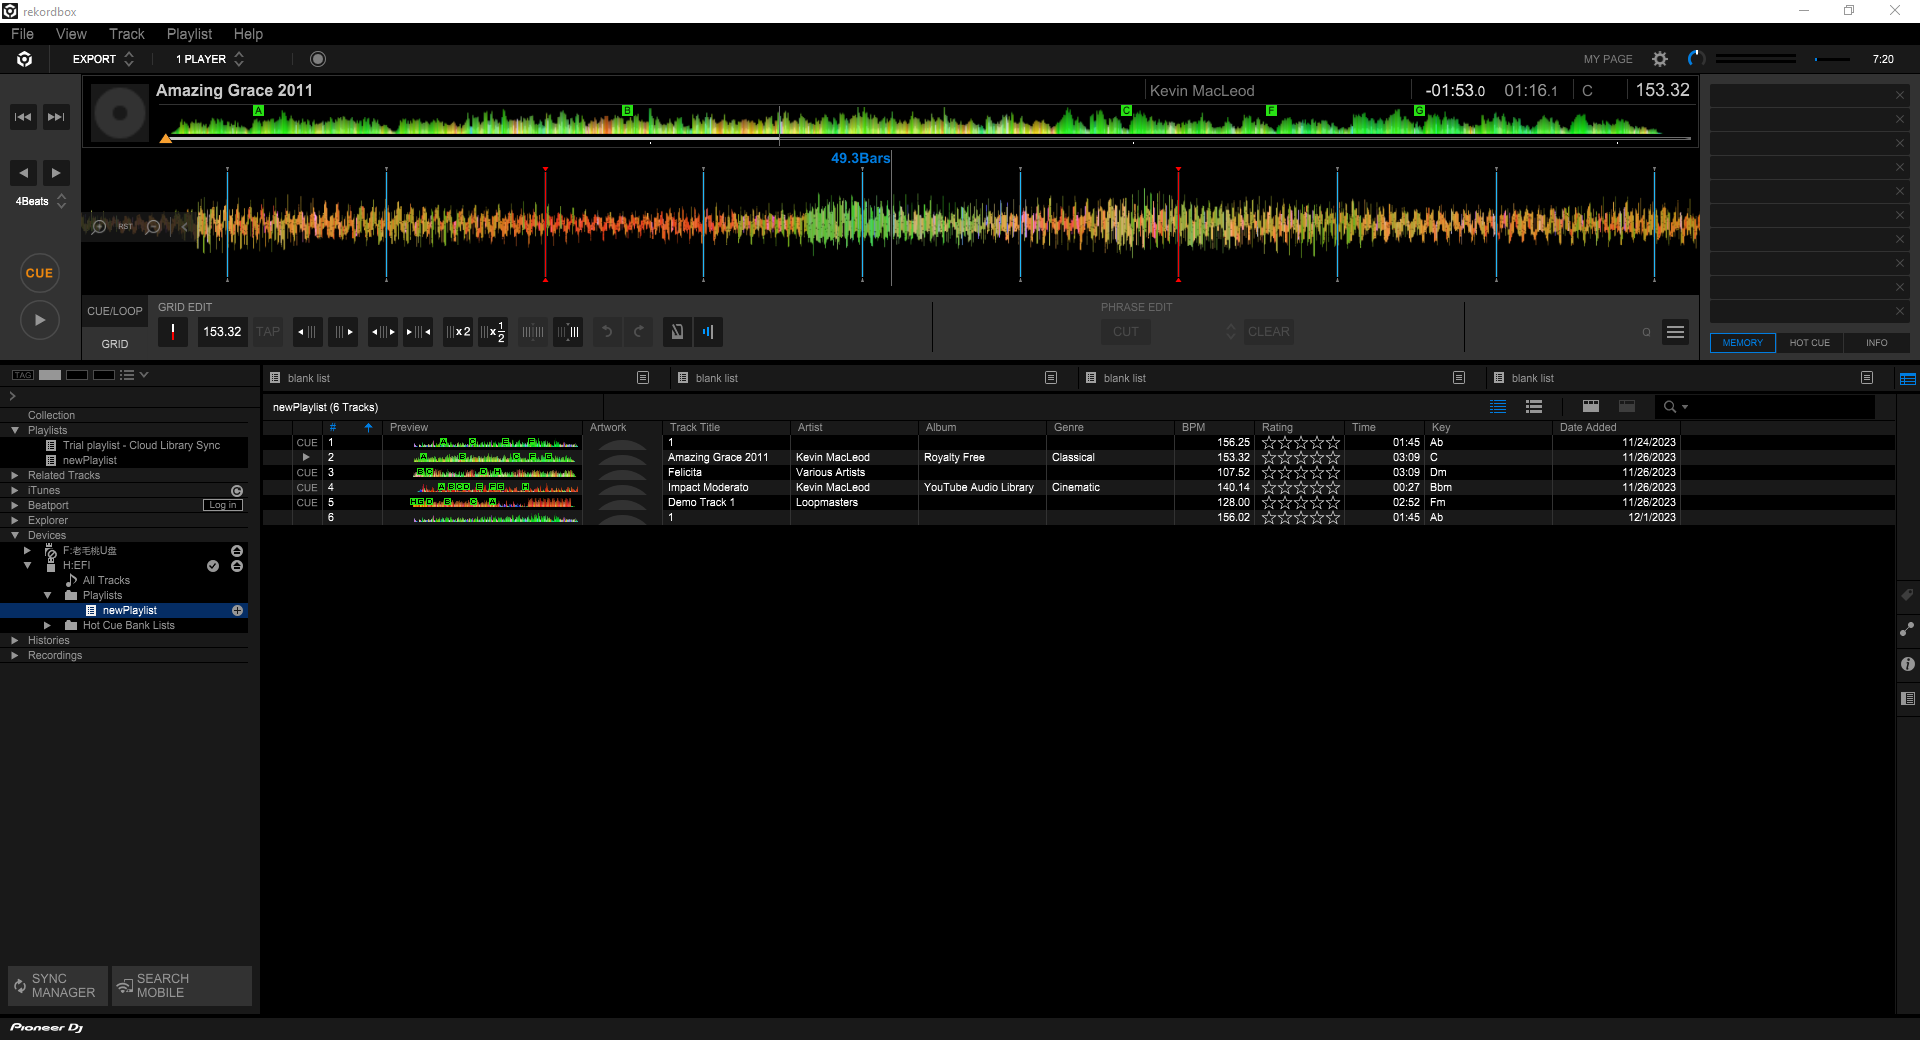 rekordbox
File View Track Playlist Help
EXPORT 1 PLAYER MY PAGE 7:20
Amazing Grace 2011 Kevin MacLeod -01:53.0 01:16.1 C 153.32
A B C F G
49.3Bars
4Beats
RST
CUE
CUE/LOOP
GRID
GRID EDIT
153.32 TAP x2 x1/2
PHRASE EDIT
CUT CLEAR
MEMORY HOT CUE INFO
TAG
blank list blank list blank list blank list
newPlaylist (6 Tracks)
# Preview Artwork Track Title Artist Album Genre BPM Rating Time Key Date Added
CUE 1 1 156.25 01:45 Ab 11/24/2023
2 Amazing Grace 2011 Kevin MacLeod Royalty Free Classical 153.32 03:09 C 11/26/2023
CUE 3 Felicita Various Artists 107.52 03:09 Dm 11/26/2023
CUE 4 Impact Moderato Kevin MacLeod YouTube Audio Library Cinematic 140.14 00:27 Bbm 11/26/2023
CUE 5 Demo Track 1 Loopmasters 128.00 02:52 Fm 11/26/2023
6 1 156.02 01:45 Ab 12/1/2023
Collection
Playlists
Trial playlist - Cloud Library Sync
newPlaylist
Related Tracks
iTunes
Beatport Log in
Explorer
Devices
F:老毛桃U盘
H:EFI
All Tracks
Playlists
newPlaylist
Hot Cue Bank Lists
Histories
Recordings
SYNC MANAGER
SEARCH MOBILE
Pioneer Dj